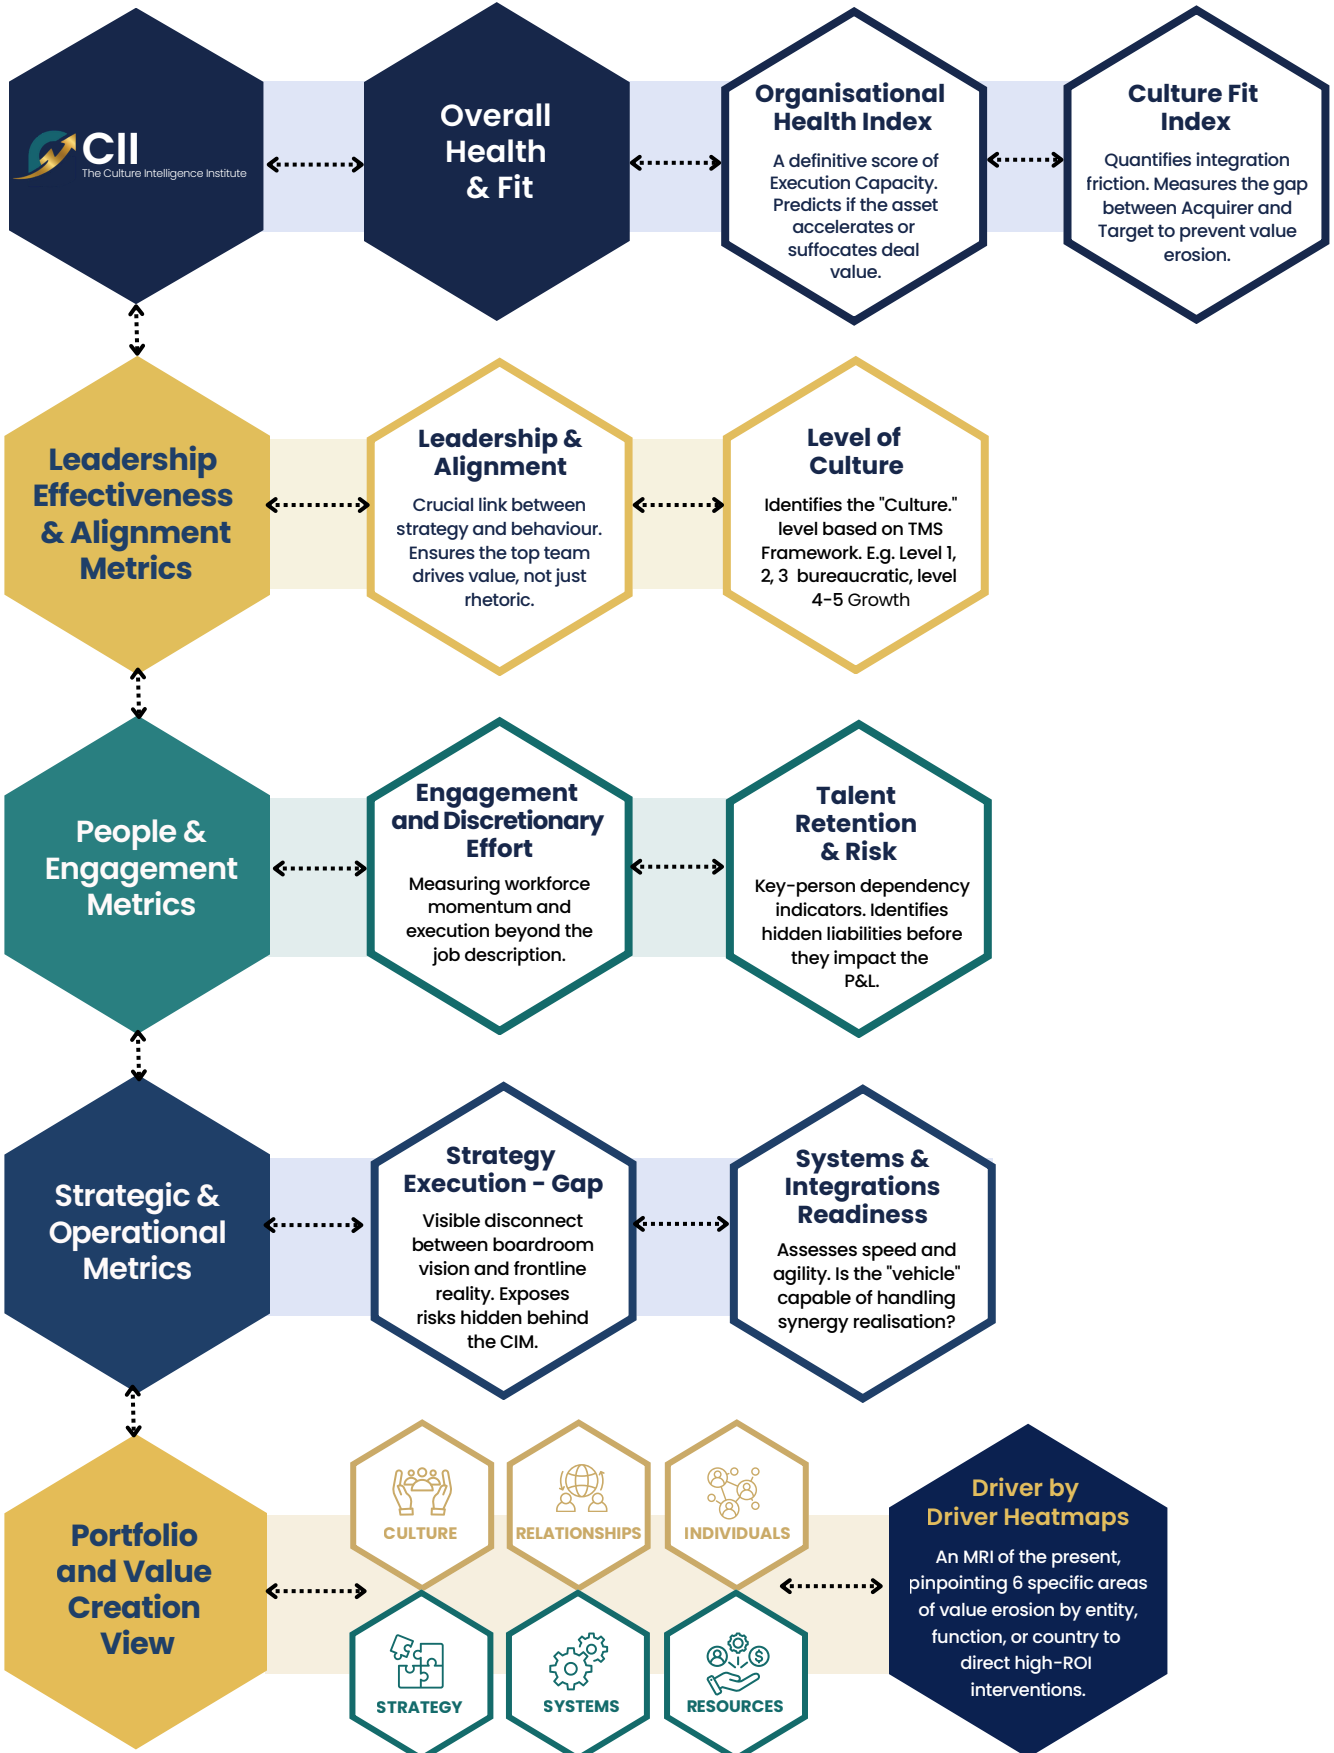 CII
The Culture Intelligence Institute
Overall
Health
& Fit
Organisational
Health Index
A definitive score of
Execution Capacity.
Predicts if the asset
accelerates or
suffocates deal
value.
Culture Fit
Index
Quantifies integration
friction. Measures the gap
between Acquirer and
Target to prevent value
erosion.
Leadership
Effectiveness
& Alignment
Metrics
Leadership &
Alignment
Crucial link between
strategy and behaviour.
Ensures the top team
drives value, not just
rhetoric.
Level of
Culture
Identifies the "Culture."
level based on TMS
Framework. E.g. Level 1,
2, 3 bureaucratic, level
4-5 Growth
People &
Engagement
Metrics
Engagement
and Discretionary
Effort
Measuring workforce
momentum and
execution beyond the
job description.
Talent
Retention
& Risk
Key-person dependency
indicators. Identifies
hidden liabilities before
they impact the
P&L.
Strategic &
Operational
Metrics
Strategy
Execution - Gap
Visible disconnect
between boardroom
vision and frontline
reality. Exposes
risks hidden behind
the CIM.
Systems &
Integrations
Readiness
Assesses speed and
agility. Is the "vehicle"
capable of handling
synergy realisation?
Portfolio
and Value
Creation
View
CULTURE
RELATIONSHIPS
INDIVIDUALS
STRATEGY
SYSTEMS
$
RESOURCES
Driver by
Driver Heatmaps
An MRI of the present,
pinpointing 6 specific areas
of value erosion by entity,
function, or country to
direct high-ROI
interventions.